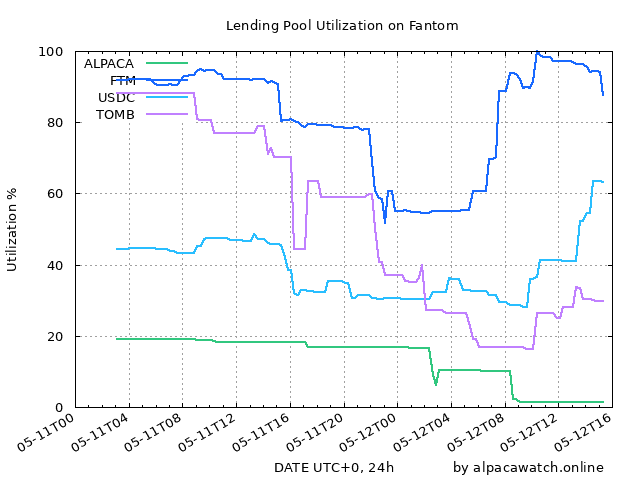 Lending Pool Utilization on Fantom
Utilization %
100
80
60
40
20
0
ALPACA
FTM
USDC
TOMB
05-11T00
05-11T04
05-11T08
05-11T12
05-11T16
05-11T20
05-12T00
05-12T04
05-12T08
05-12T12
05-12T16
DATE UTC+0, 24h
by alpacawatch.online